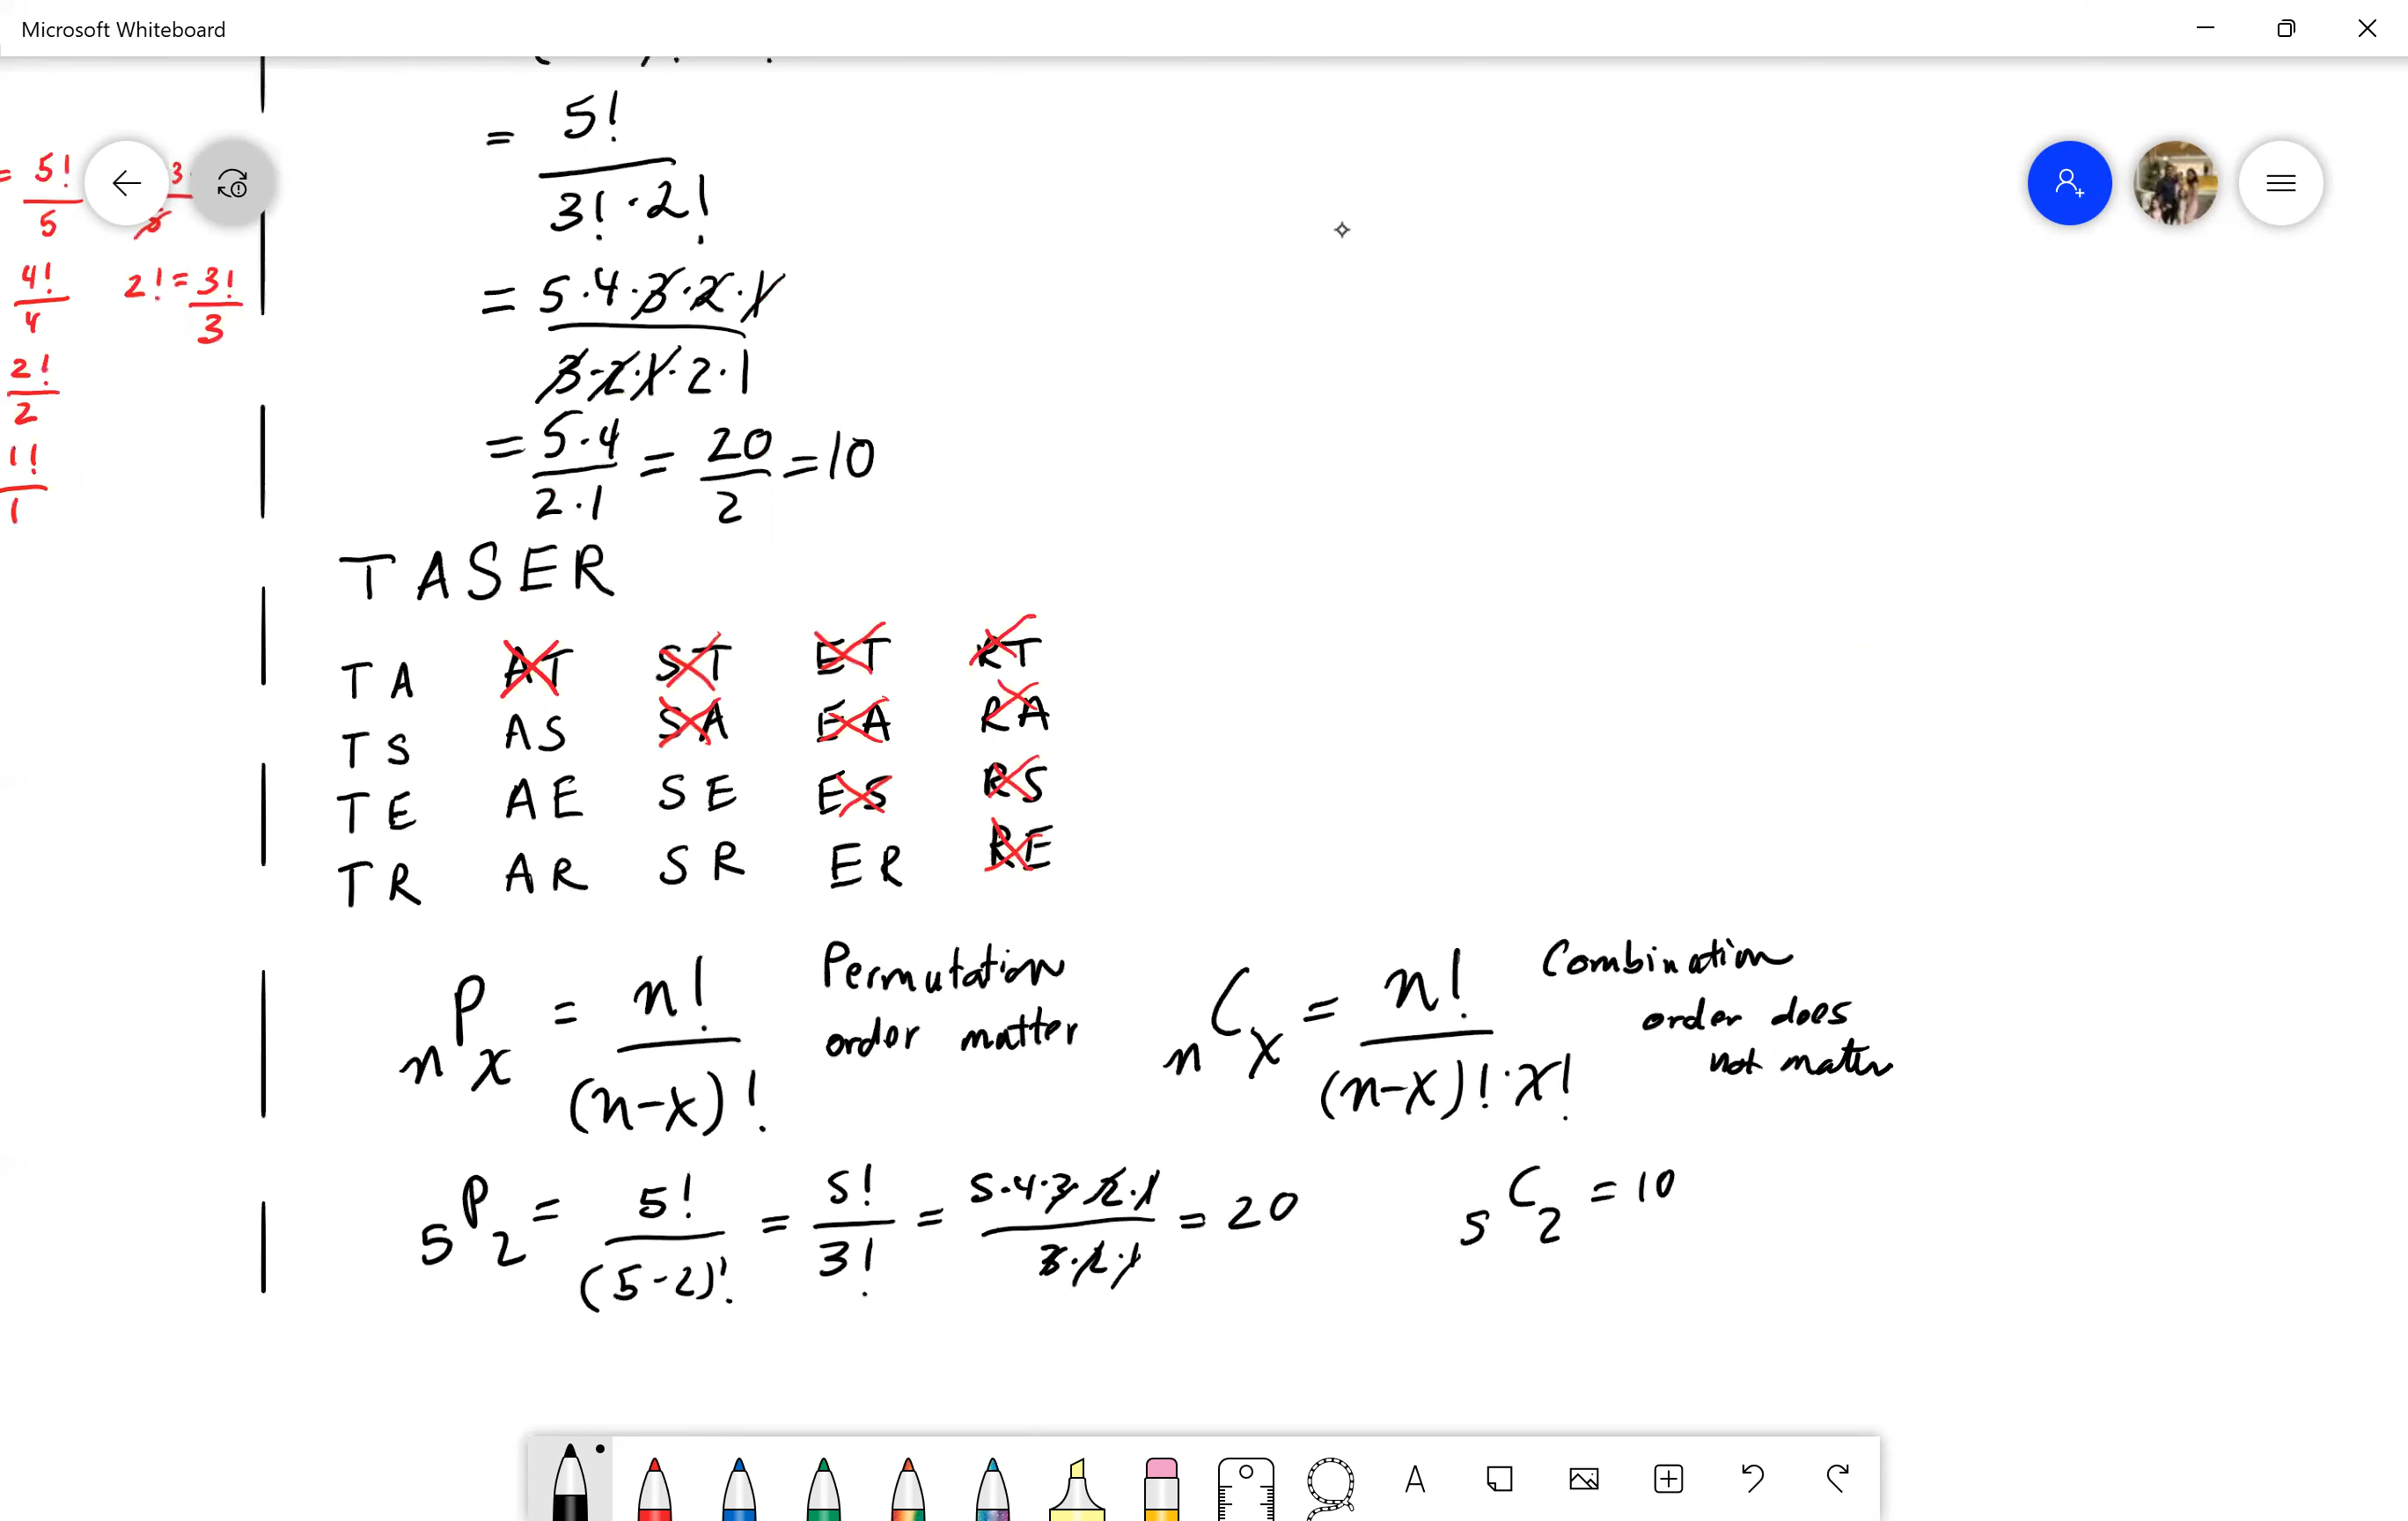 Microsoft Whiteboard
= 5!/5
3
5
4!/4
2! = 3!/3
2!/2
1!/1
= 5!/(3!·2!)
= 5·4·3·2·1/(3·2·1·2·1)
= 5·4/(2·1) = 20/2 = 10
TASER
TA AT ST ET RT
TS AS SA EA RA
TE AE SE ES RS
TR AR SR ER RE
nPx = n!/(n-x)!
Permutation
order matter
nCx = n!/((n-x)!·x!)
Combination
order does
not matter
5P2 = 5!/(5-2)! = 5!/3! = 5·4·3·2·1/(3·2·1) = 20
5C2 = 10
A